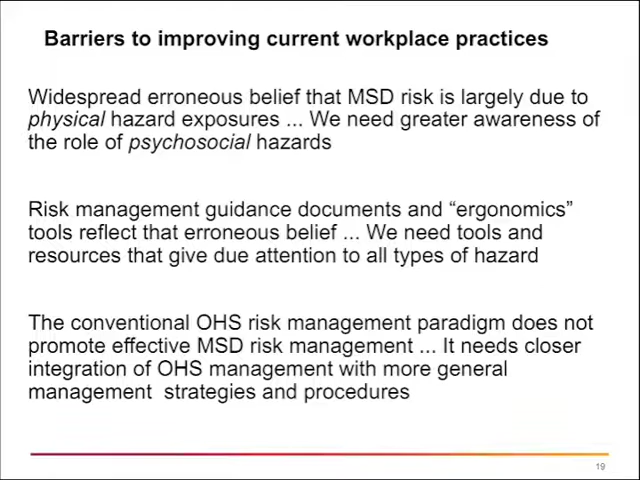 Barriers to improving current workplace practices
Widespread erroneous belief that MSD risk is largely due to
physical hazard exposures ... We need greater awareness of
the role of psychosocial hazards
Risk management guidance documents and “ergonomics”
tools reflect that erroneous belief ... We need tools and
resources that give due attention to all types of hazard
The conventional OHS risk management paradigm does not
promote effective MSD risk management ... It needs closer
integration of OHS management with more general
management strategies and procedures
19